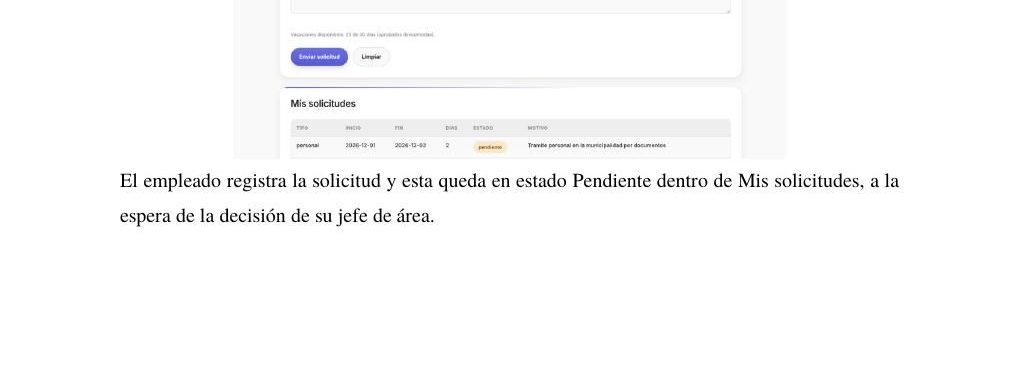 Vacaciones disponibles: 23 de 30 días (aprobados descontados).
Enviar solicitud
Limpiar
Mis solicitudes
TIPO INICIO FIN DÍAS ESTADO MOTIVO
personal 2026-12-01 2026-12-02 2 pendiente Tramite personal en la municipalidad por documentos
El empleado registra la solicitud y esta queda en estado Pendiente dentro de Mis solicitudes, a la
espera de la decisión de su jefe de área.